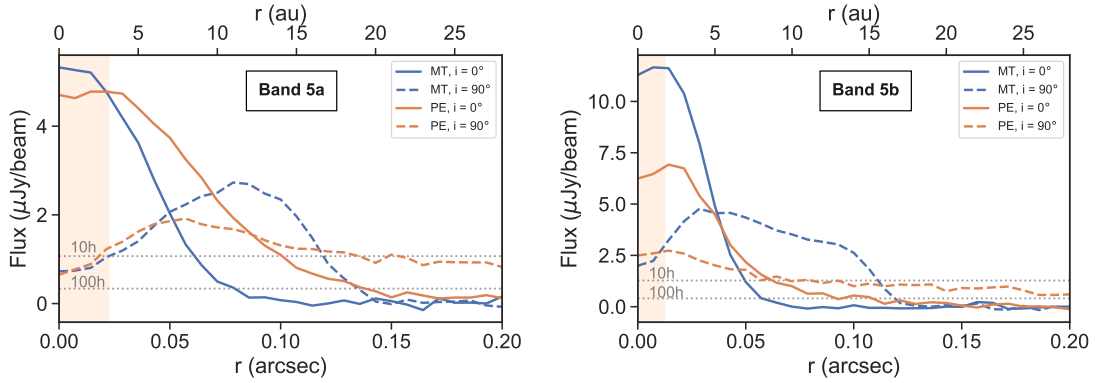 r (au)
0 5 10 15 20 25
Band 5a
MT, i = 0°
MT, i = 90°
PE, i = 0°
PE, i = 90°
Flux (μJy/beam)
4
2
0
10h
100h
0.00 0.05 0.10 0.15 0.20
r (arcsec)
r (au)
0 5 10 15 20 25
Band 5b
MT, i = 0°
MT, i = 90°
PE, i = 0°
PE, i = 90°
Flux (μJy/beam)
10.0
7.5
5.0
2.5
0.0
10h
100h
0.00 0.05 0.10 0.15 0.20
r (arcsec)